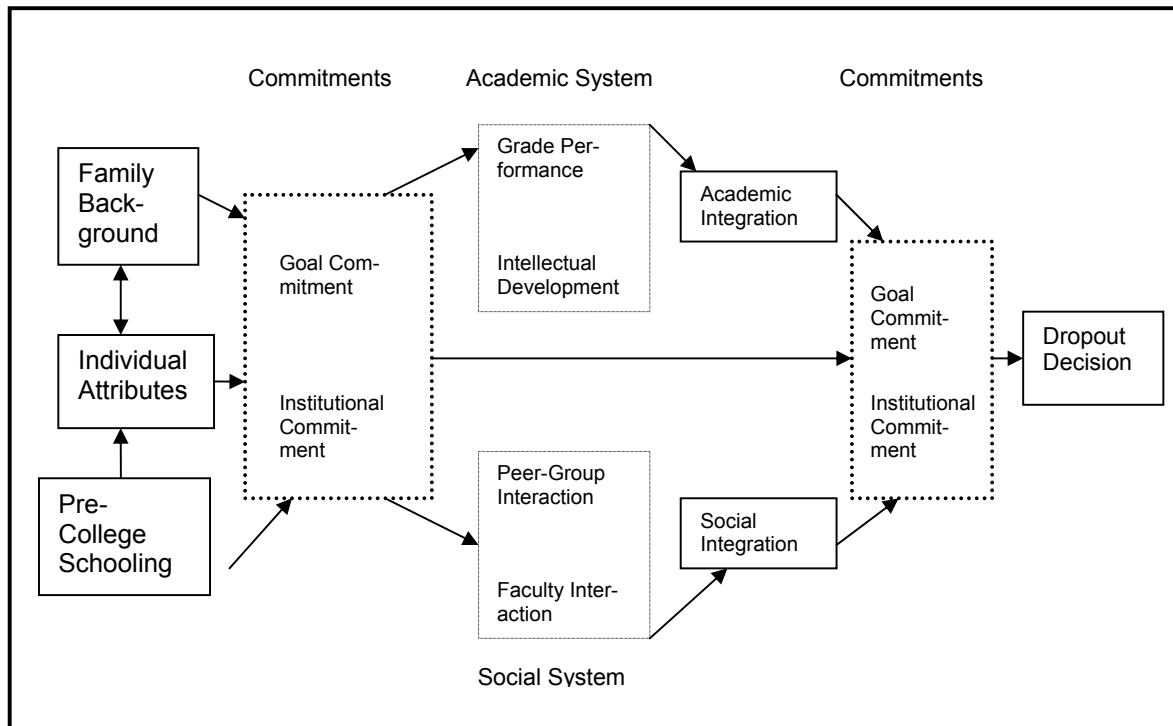 Commitments
Academic System
Commitments
Family
Back-
ground
Individual
Attributes
Pre-
College
Schooling
Goal Com-
mitment
Institutional
Commit-
ment
Grade Per-
formance
Intellectual
Development
Peer-Group
Interaction
Faculty Inter-
action
Social System
Academic
Integration
Social
Integration
Goal
Commit-
ment
Institutional
Commit-
ment
Dropout
Decision